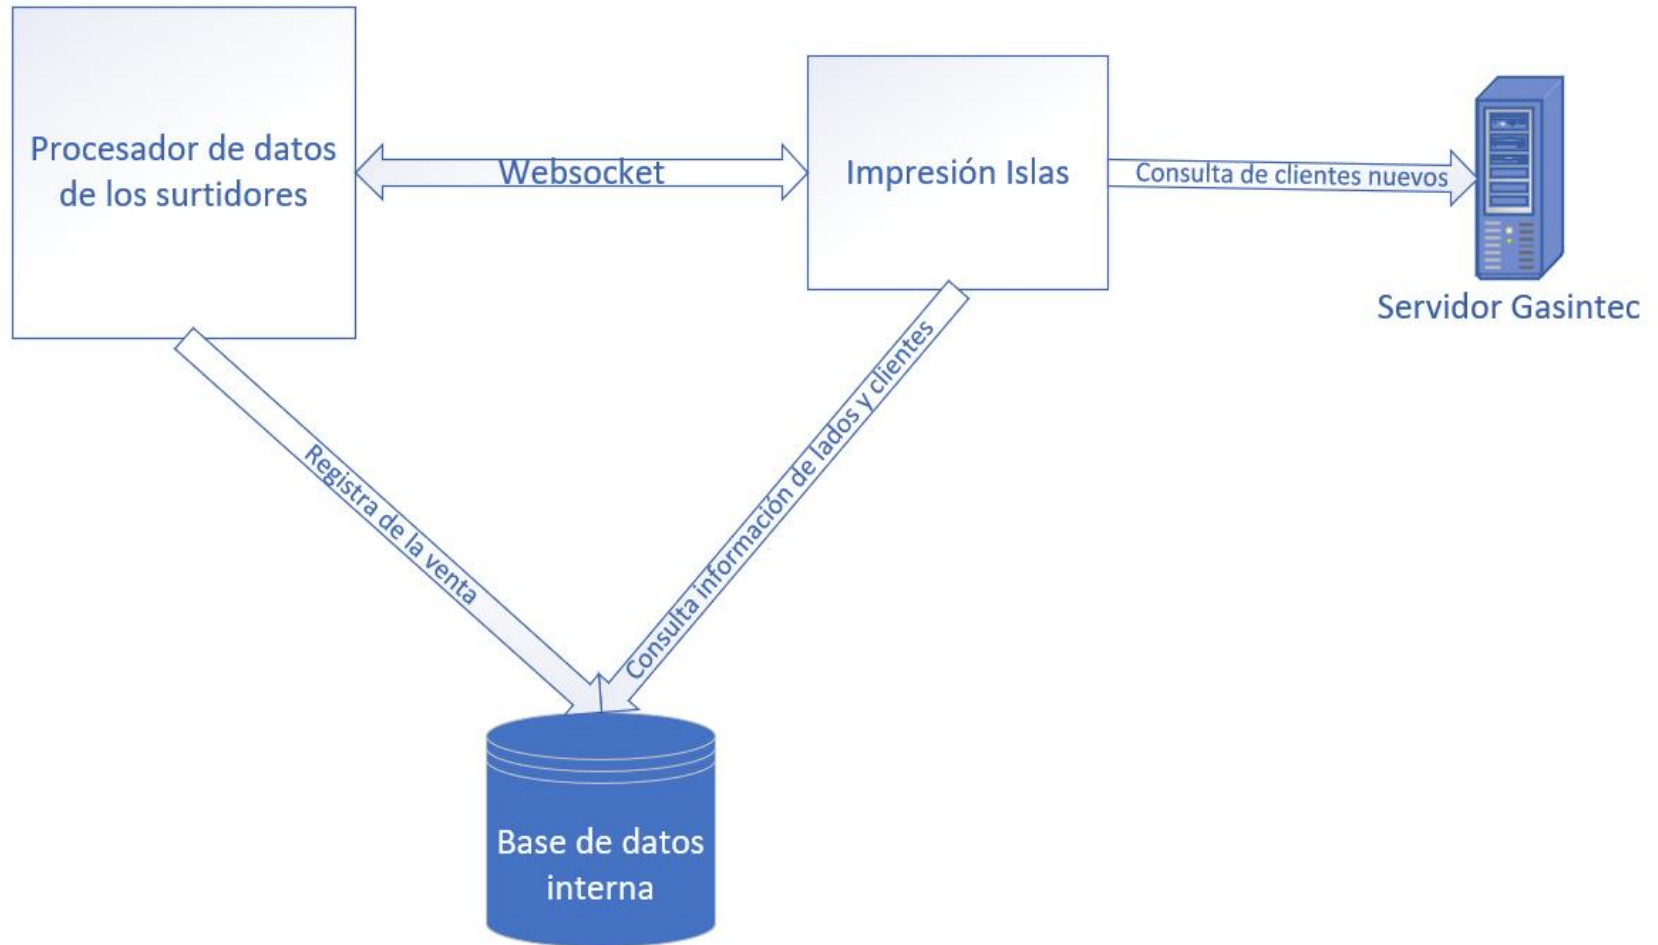 Procesador de datos
de los surtidores
Websocket
Impresión Islas
Consulta de clientes nuevos
Servidor Gasintec
Registra de la venta
Consulta información de lados y clientes
Base de datos
interna